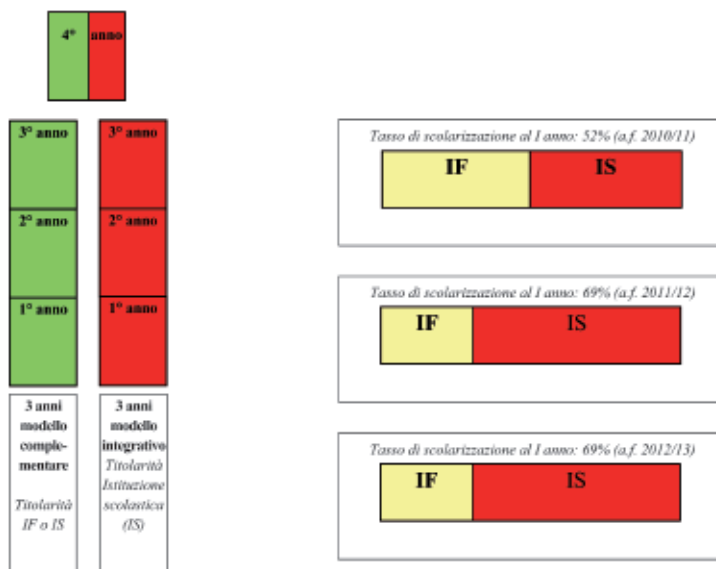 4° anno
3° anno
2° anno
1° anno
3 anni
modello
comple-
mentare
Titolarità
IF o IS
3° anno
2° anno
1° anno
3 anni
modello
integrativo
Titolarità
Istituzione
scolastica
(IS)
Tasso di scolarizzazione al I anno: 52% (a.f. 2010/11)
IF IS
Tasso di scolarizzazione al I anno: 69% (a.f. 2011/12)
IF IS
Tasso di scolarizzazione al I anno: 69% (a.f. 2012/13)
IF IS